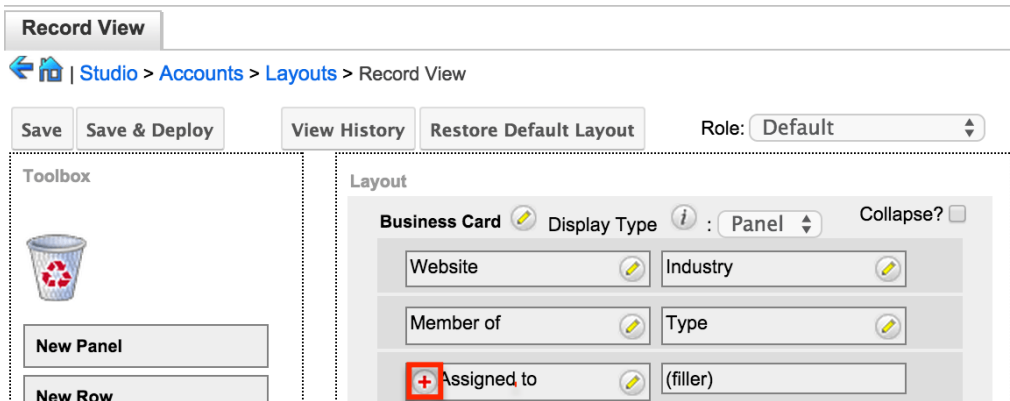 Record View
| Studio > Accounts > Layouts > Record View
Save Save & Deploy View History Restore Default Layout Role: Default
Toolbox
Layout
Business Card Display Type i : Panel Collapse?
Website Industry
Member of Type
New Panel
Assigned to (filler)
New Row